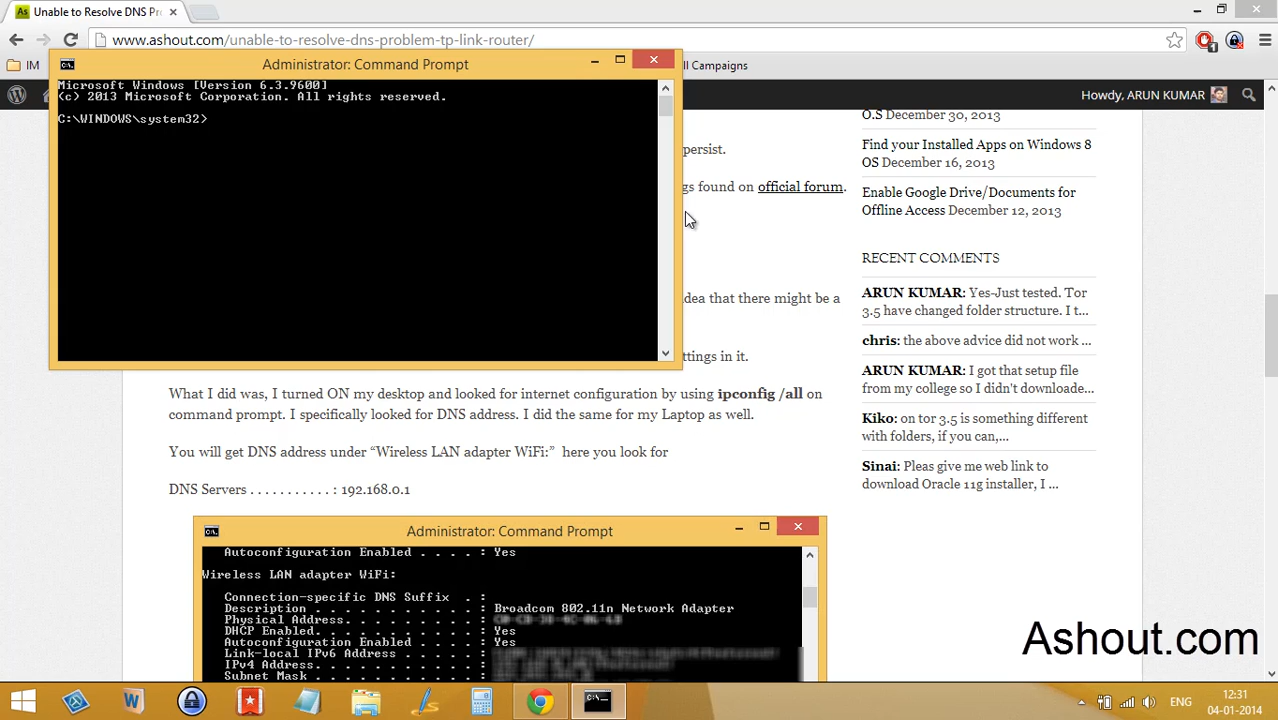 Unable to Resolve DNS Pr
www.ashout.com/unable-to-resolve-dns-problem-tp-link-router/
IM
ll Campaigns
Administrator: Command Prompt
Microsoft Windows [Version 6.3.9600]
(c) 2013 Microsoft Corporation. All rights reserved.
C:\WINDOWS\system32>
Howdy, ARUN KUMAR
persist.
gs found on official forum.
dea that there might be a
ttings in it.
What I did was, I turned ON my desktop and looked for internet configuration by using ipconfig /all on
command prompt. I specifically looked for DNS address. I did the same for my Laptop as well.
You will get DNS address under “Wireless LAN adapter WiFi:” here you look for
DNS Servers . . . . . . . . . . . : 192.168.0.1
O.S December 30, 2013
Find your Installed Apps on Windows 8
OS December 16, 2013
Enable Google Drive/Documents for
Offline Access December 12, 2013
RECENT COMMENTS
ARUN KUMAR: Yes-Just tested. Tor
3.5 have changed folder structure. I t...
chris: the above advice did not work ...
ARUN KUMAR: I got that setup file
from my college so I didn't downloade...
Kiko: on tor 3.5 is something different
with folders, if you can,...
Sinai: Pleas give me web link to
download Oracle 11g installer, I ...
Administrator: Command Prompt
Autoconfiguration Enabled . . . . : Yes
Wireless LAN adapter WiFi:
Connection-specific DNS Suffix . :
Description . . . . . . . . . . . : Broadcom 802.11n Network Adapter
Physical Address. . . . . . . . . :
DHCP Enabled. . . . . . . . . . . : Yes
Autoconfiguration Enabled . . . . : Yes
Link-local IPv6 Address . . . . . :
IPv4 Address. . . . . . . . . . . :
Subnet Mask . . . . . . . . . . . :
Ashout.com
ENG
12:31
04-01-2014